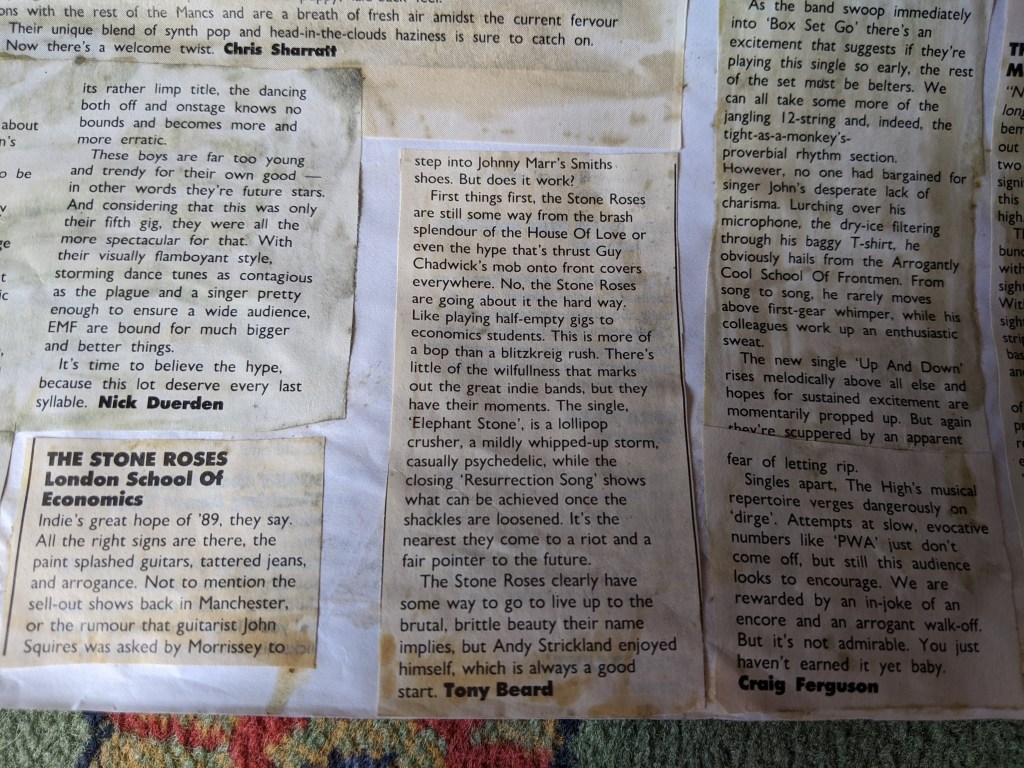 ons with the rest of the Mancs and are a breath of fresh air amidst the current fervour
Their unique blend of synth pop and head-in-the-clouds haziness is sure to catch on.
Now there's a welcome twist. Chris Sharratt
about
n's
o be
its rather limp title, the dancing
both off and onstage knows no
bounds and becomes more and
more erratic.
These boys are far too young
and trendy for their own good —
in other words they're future stars.
And considering that this was only
their fifth gig, they were all the
more spectacular for that. With
their visually flamboyant style,
storming dance tunes as contagious
as the plague and a singer pretty
enough to ensure a wide audience,
EMF are bound for much bigger
and better things.
It's time to believe the hype,
because this lot deserve every last
syllable. Nick Duerden
THE STONE ROSES
London School Of
Economics
Indie's great hope of '89, they say.
All the right signs are there, the
paint splashed guitars, tattered jeans,
and arrogance. Not to mention the
sell-out shows back in Manchester,
or the rumour that guitarist John
Squires was asked by Morrissey to
step into Johnny Marr's Smiths
shoes. But does it work?
First things first, the Stone Roses
are still some way from the brash
splendour of the House Of Love or
even the hype that's thrust Guy
Chadwick's mob onto front covers
everywhere. No, the Stone Roses
are going about it the hard way.
Like playing half-empty gigs to
economics students. This is more of
a bop than a blitzkreig rush. There's
little of the wilfullness that marks
out the great indie bands, but they
have their moments. The single,
'Elephant Stone', is a lollipop
crusher, a mildly whipped-up storm,
casually psychedelic, while the
closing 'Resurrection Song' shows
what can be achieved once the
shackles are loosened. It's the
nearest they come to a riot and a
fair pointer to the future.
The Stone Roses clearly have
some way to go to live up to the
brutal, brittle beauty their name
implies, but Andy Strickland enjoyed
himself, which is always a good
start. Tony Beard
As the band swoop immediately
into 'Box Set Go' there's an
excitement that suggests if they're
playing this single so early, the rest
of the set must be belters. We
can all take some more of the
jangling 12-string and, indeed, the
tight-as-a-monkey's-
proverbial rhythm section.
However, no one had bargained for
singer John's desperate lack of
charisma. Lurching over his
microphone, the dry-ice filtering
through his baggy T-shirt, he
obviously hails from the Arrogantly
Cool School Of Frontmen. From
song to song, he rarely moves
above first-gear whimper, while his
colleagues work up an enthusiastic
sweat.
The new single 'Up And Down'
rises melodically above all else and
hopes for sustained excitement are
momentarily propped up. But again
they're scuppered by an apparent
fear of letting rip.
Singles apart, The High's musical
repertoire verges dangerously on
'dirge'. Attempts at slow, evocative
numbers like 'PWA' just don't
come off, but still this audience
looks to encourage. We are
rewarded by an in-joke of an
encore and an arrogant walk-off.
But it's not admirable. You just
haven't earned it yet baby.
Craig Ferguson
out
two
signi
this
high